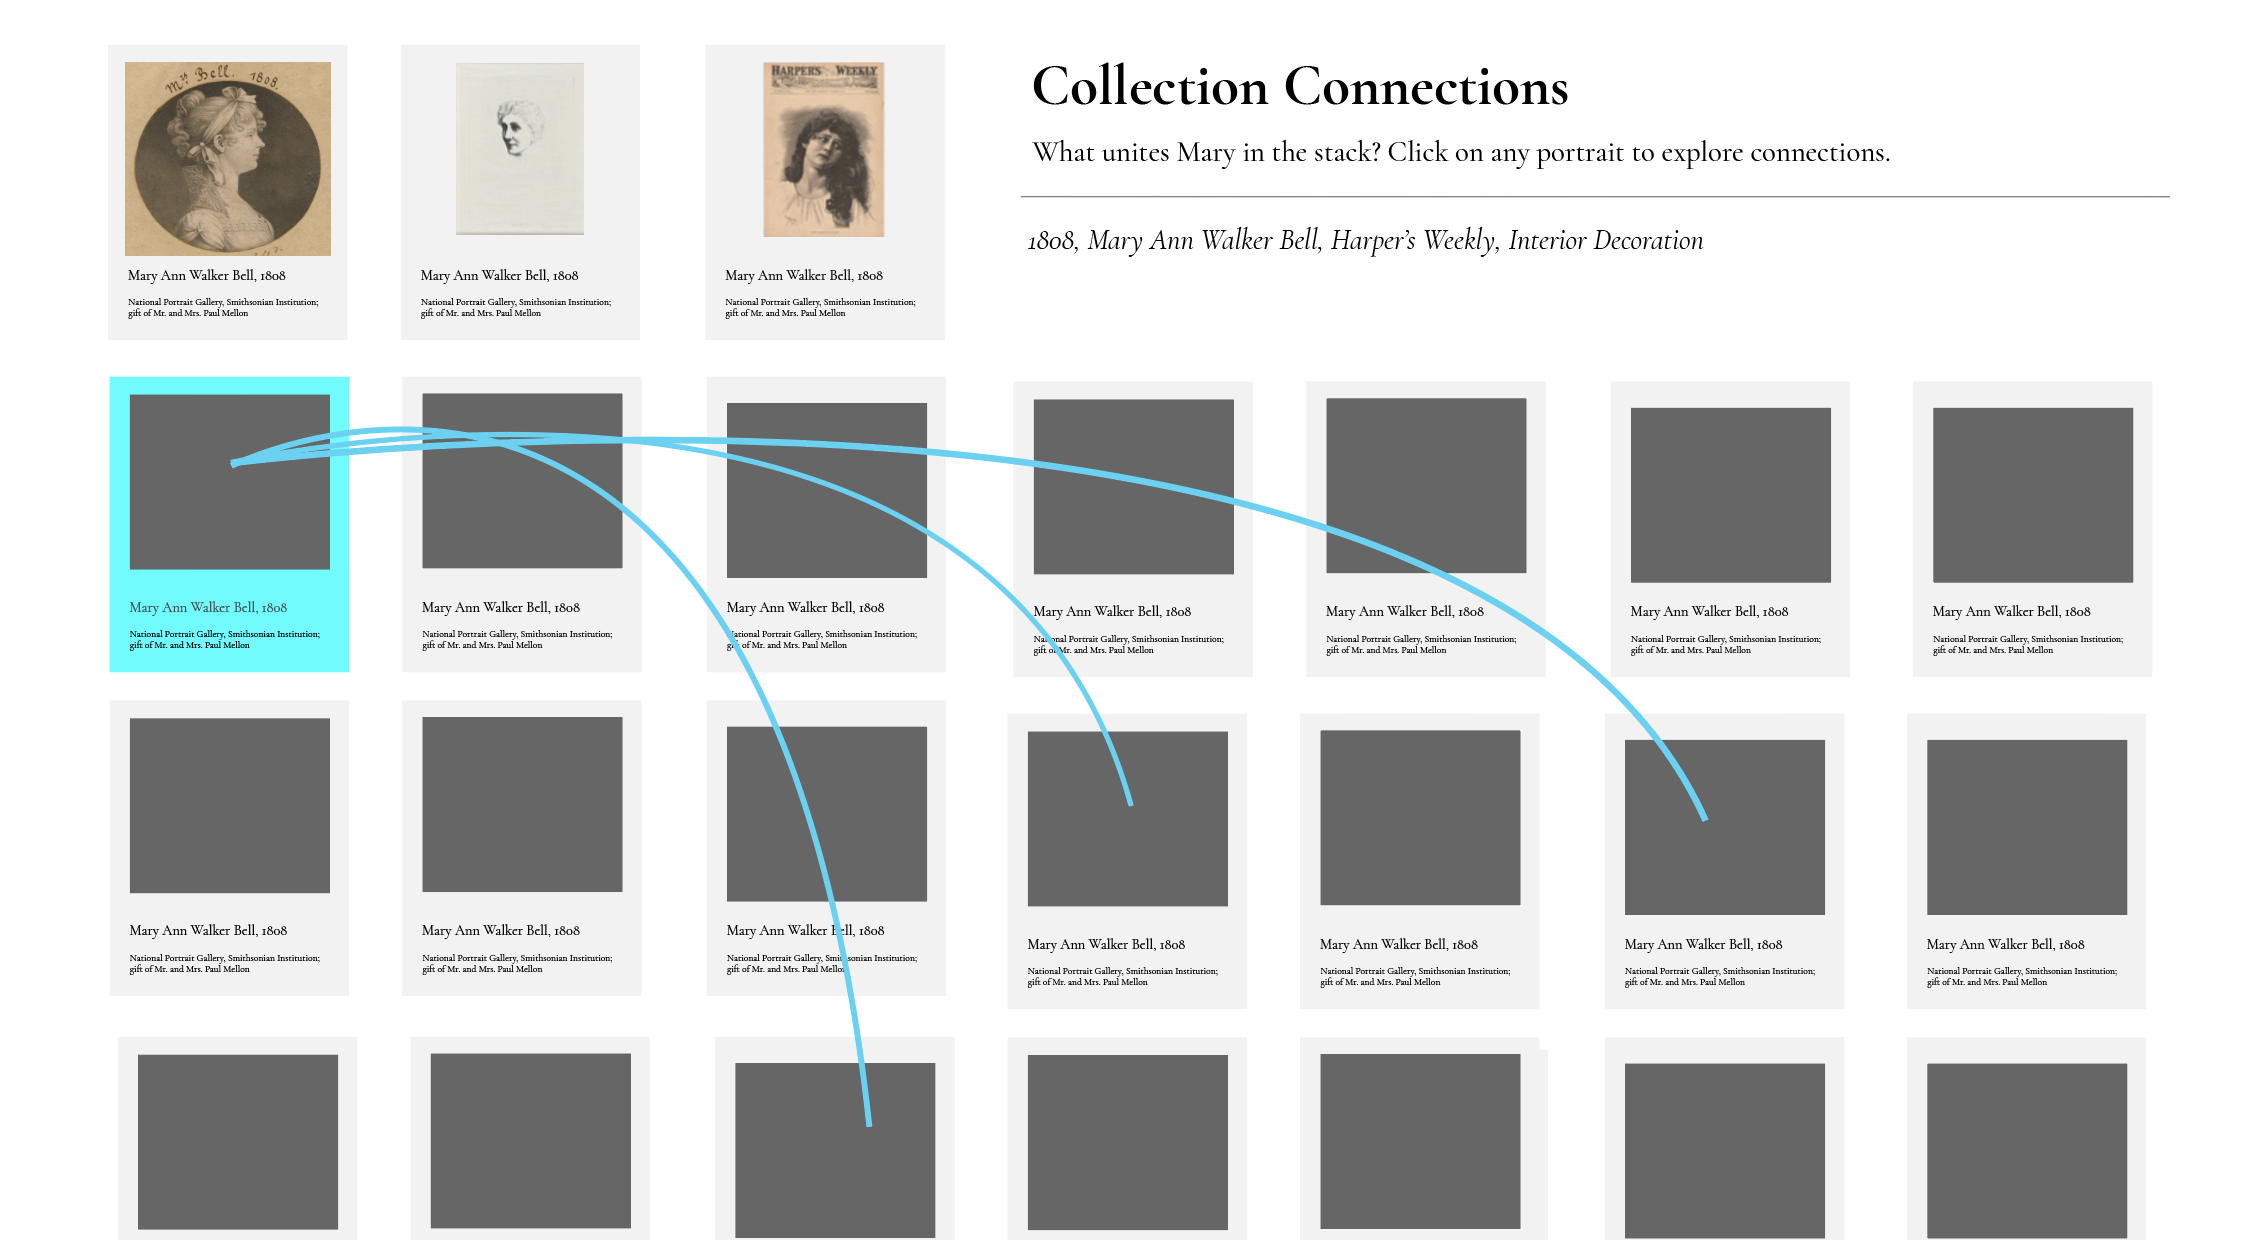 Mrs Bell. 1808.
HARPER'S WEEKLY.
Collection Connections
What unites Mary in the stack? Click on any portrait to explore connections.
1808, Mary Ann Walker Bell, Harper's Weekly, Interior Decoration
Mary Ann Walker Bell, 1808
National Portrait Gallery, Smithsonian Institution;
gift of Mr. and Mrs. Paul Mellon
Mary Ann Walker Bell, 1808
National Portrait Gallery, Smithsonian Institution;
gift of Mr. and Mrs. Paul Mellon
Mary Ann Walker Bell, 1808
National Portrait Gallery, Smithsonian Institution;
gift of Mr. and Mrs. Paul Mellon
Mary Ann Walker Bell, 1808
National Portrait Gallery, Smithsonian Institution;
gift of Mr. and Mrs. Paul Mellon
Mary Ann Walker Bell, 1808
National Portrait Gallery, Smithsonian Institution;
gift of Mr. and Mrs. Paul Mellon
Mary Ann Walker Bell, 1808
National Portrait Gallery, Smithsonian Institution;
gift of Mr. and Mrs. Paul Mellon
Mary Ann Walker Bell, 1808
National Portrait Gallery, Smithsonian Institution;
gift of Mr. and Mrs. Paul Mellon
Mary Ann Walker Bell, 1808
National Portrait Gallery, Smithsonian Institution;
gift of Mr. and Mrs. Paul Mellon
Mary Ann Walker Bell, 1808
National Portrait Gallery, Smithsonian Institution;
gift of Mr. and Mrs. Paul Mellon
Mary Ann Walker Bell, 1808
National Portrait Gallery, Smithsonian Institution;
gift of Mr. and Mrs. Paul Mellon
Mary Ann Walker Bell, 1808
National Portrait Gallery, Smithsonian Institution;
gift of Mr. and Mrs. Paul Mellon
Mary Ann Walker Bell, 1808
National Portrait Gallery, Smithsonian Institution;
gift of Mr. and Mrs. Paul Mellon
Mary Ann Walker Bell, 1808
National Portrait Gallery, Smithsonian Institution;
gift of Mr. and Mrs. Paul Mellon
Mary Ann Walker Bell, 1808
National Portrait Gallery, Smithsonian Institution;
gift of Mr. and Mrs. Paul Mellon
Mary Ann Walker Bell, 1808
National Portrait Gallery, Smithsonian Institution;
gift of Mr. and Mrs. Paul Mellon
Mary Ann Walker Bell, 1808
National Portrait Gallery, Smithsonian Institution;
gift of Mr. and Mrs. Paul Mellon
Mary Ann Walker Bell, 1808
National Portrait Gallery, Smithsonian Institution;
gift of Mr. and Mrs. Paul Mellon